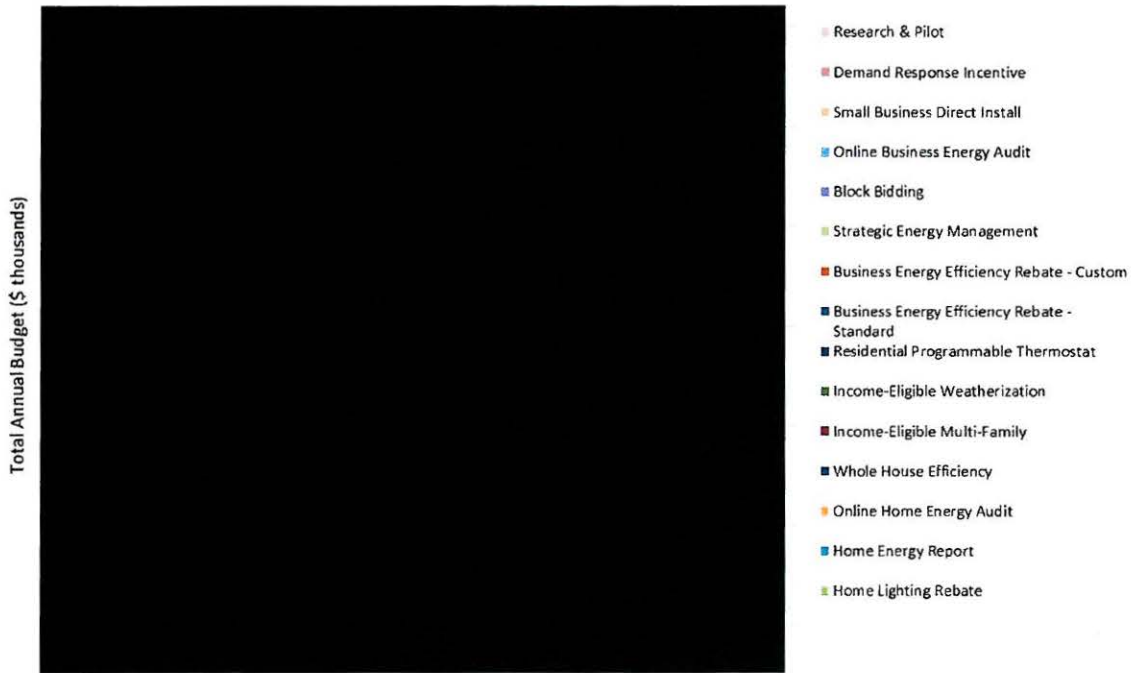 Total Annual Budget ($ thousands)
Research & Pilot
Demand Response Incentive
Small Business Direct Install
Online Business Energy Audit
Block Bidding
Strategic Energy Management
Business Energy Efficiency Rebate - Custom
Business Energy Efficiency Rebate -
Standard
Residential Programmable Thermostat
Income-Eligible Weatherization
Income-Eligible Multi-Family
Whole House Efficiency
Online Home Energy Audit
Home Energy Report
Home Lighting Rebate